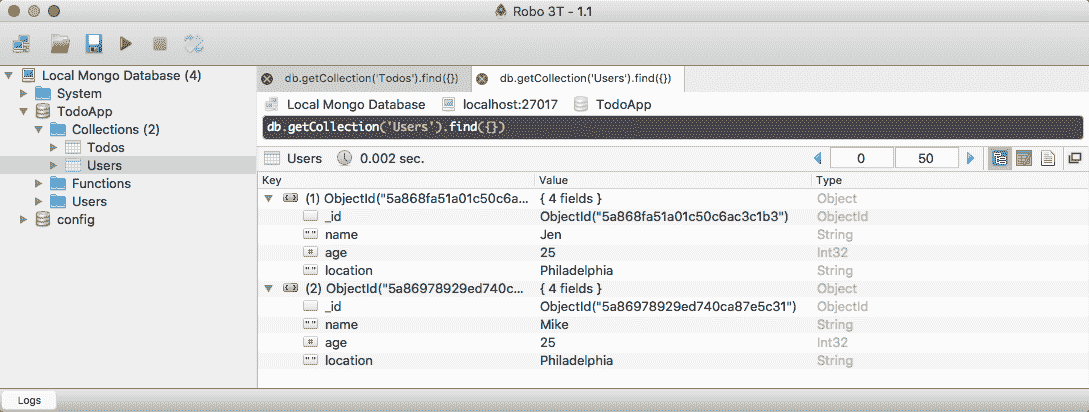 Robo 3T - 1.1
Local Mongo Database (4)
System
TodoApp
Collections (2)
Todos
Users
Functions
Users
config
db.getCollection('Todos').find({}) db.getCollection('Users').find({})
Local Mongo Database localhost:27017 TodoApp
db.getCollection('Users').find({})
Users 0.002 sec. 0 50
Key Value Type
(1) ObjectId("5a868fa51a01c50c6a... { 4 fields } Object
_id ObjectId("5a868fa51a01c50c6ac3c1b3") ObjectId
name Jen String
age 25 Int32
location Philadelphia String
(2) ObjectId("5a86978929ed740c... { 4 fields } Object
_id ObjectId("5a86978929ed740ca87e5c31") ObjectId
name Mike String
age 25 Int32
location Philadelphia String
Logs